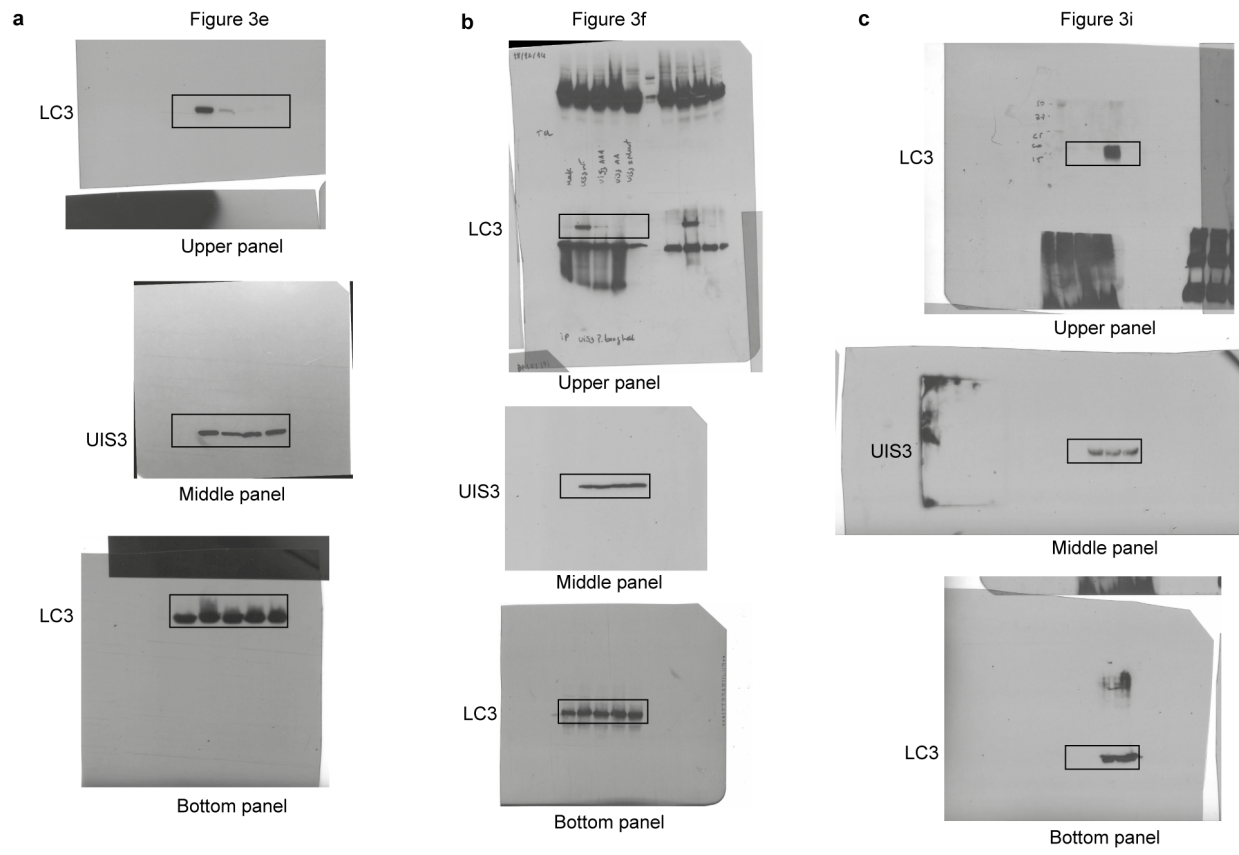 a Figure 3e
LC3
Upper panel
UIS3
Middle panel
LC3
Bottom panel
b Figure 3f
LC3
Upper panel
UIS3
Middle panel
LC3
Bottom panel
c Figure 3i
LC3
Upper panel
UIS3
Middle panel
LC3
Bottom panel